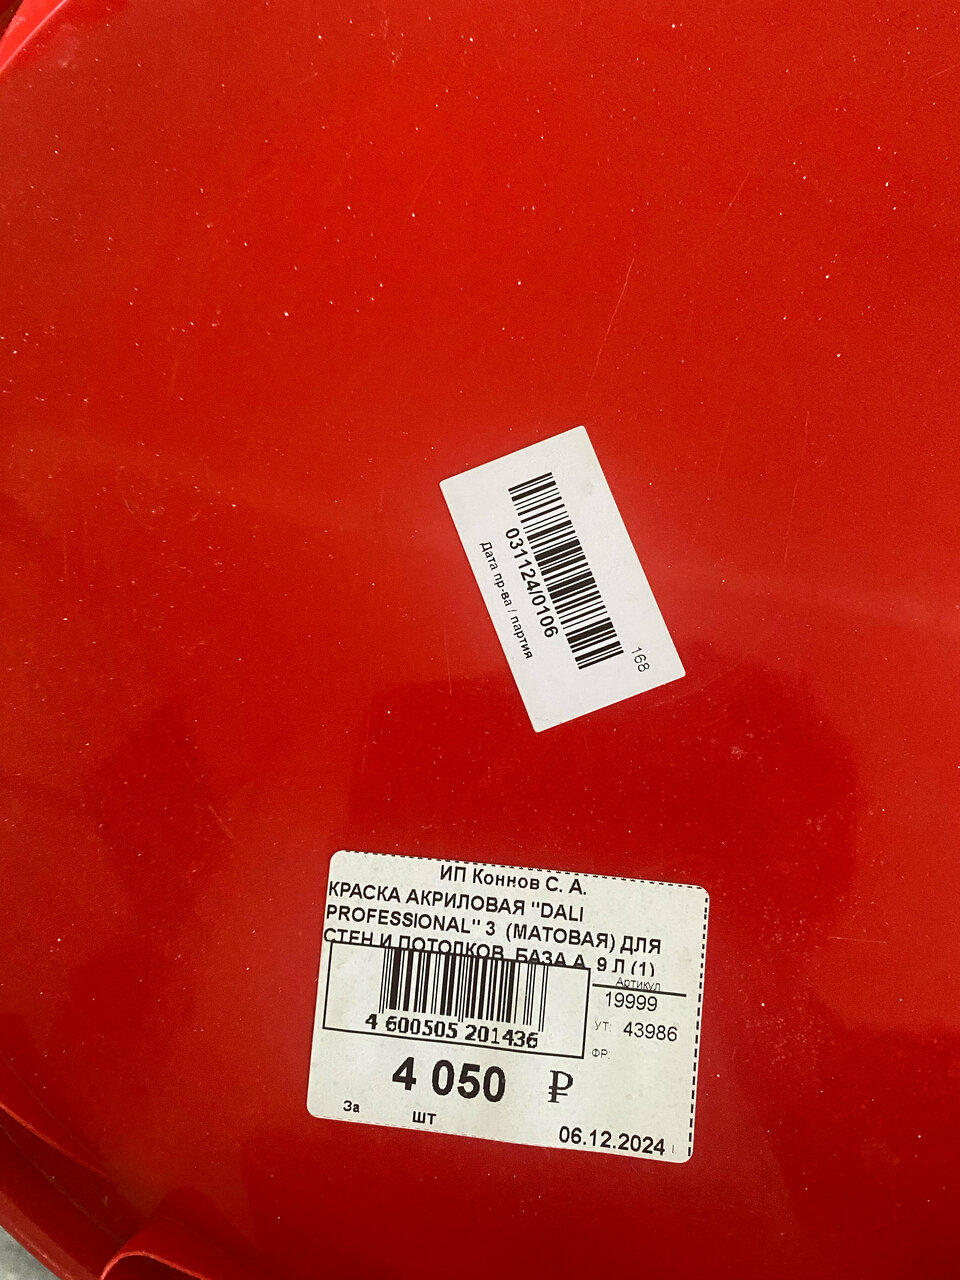 168
031124/0106
Дата пр-ва / партия
ИП Коннов С. А.
КРАСКА АКРИЛОВАЯ "DALI
PROFESSIONAL" 3 (МАТОВАЯ) ДЛЯ
СТЕН И ПОТОЛКОВ, БАЗА А, 9 Л (1)
Артикул
19999
УТ: 43986
ФР:
4 600505 201436
4 050 ₽
За шт
06.12.2024